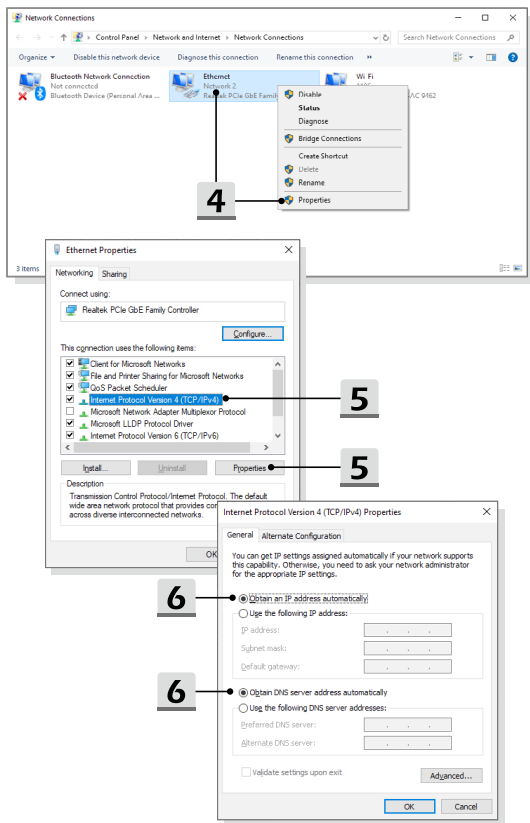 Network Connections
Control Panel > Network and Internet > Network Connections
Search Network Connections
Organize
Disable this network device
Diagnose this connection
Rename this connection
»
Bluetooth Network Connection
Not connected
Bluetooth Device (Personal Area ...
Ethernet
Network 2
Realtek PCIe GbE Family
Wi Fi
AC 9462
Disable
Status
Diagnose
Bridge Connections
Create Shortcut
Delete
Rename
Properties
4
3 items
Ethernet Properties
Networking
Sharing
Connect using:
Realtek PCIe GbE Family Controller
Configure...
This connection uses the following items:
Client for Microsoft Networks
File and Printer Sharing for Microsoft Networks
QoS Packet Scheduler
Internet Protocol Version 4 (TCP/IPv4)
Microsoft Network Adapter Multiplexor Protocol
Microsoft LLDP Protocol Driver
Internet Protocol Version 6 (TCP/IPv6)
5
Install...
Uninstall
Properties
5
Description
Transmission Control Protocol/Internet Protocol. The default
wide area network protocol that provides
across diverse interconnected networks.
OK
Internet Protocol Version 4 (TCP/IPv4) Properties
General
Alternate Configuration
You can get IP settings assigned automatically if your network supports
this capability. Otherwise, you need to ask your network administrator
for the appropriate IP settings.
6
Obtain an IP address automatically
Use the following IP address:
IP address:
Subnet mask:
Default gateway:
6
Obtain DNS server address automatically
Use the following DNS server addresses:
Preferred DNS server:
Alternate DNS server:
Validate settings upon exit
Advanced...
OK
Cancel